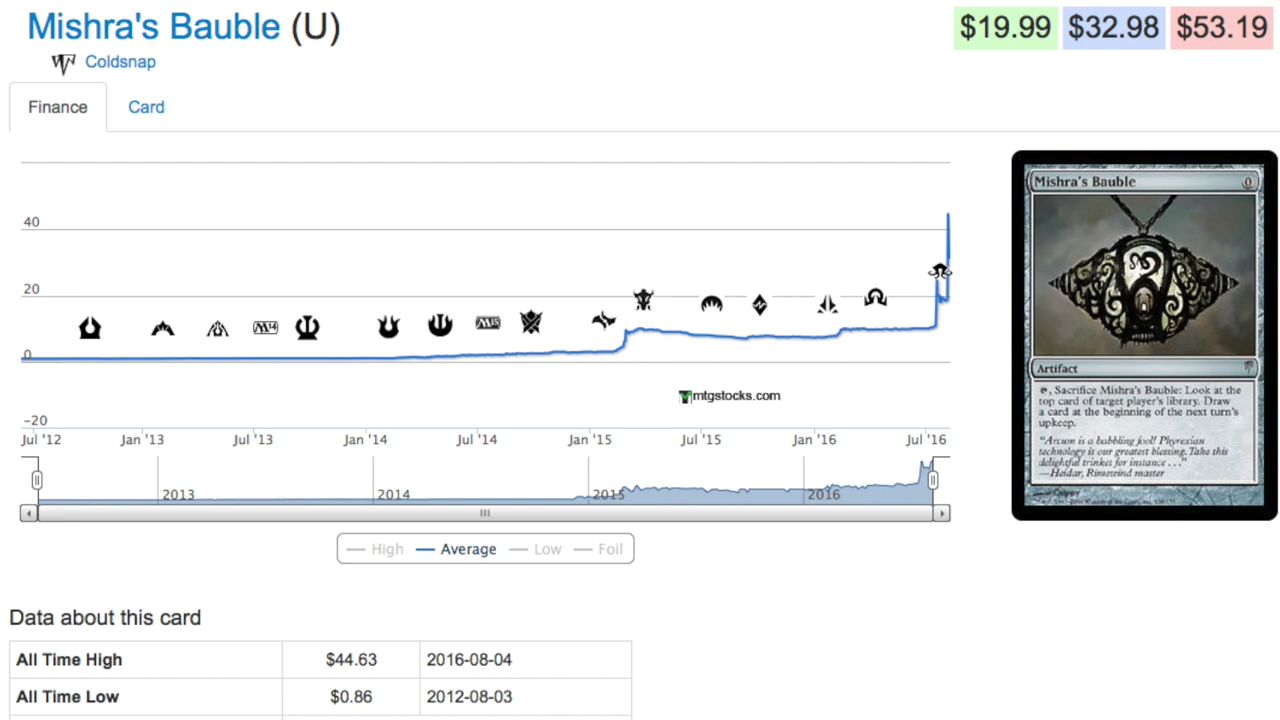 Mishra's Bauble (U)
$19.99 $32.98 $53.19
Coldsnap
Finance Card
40
20
0
-20
M14
M15
mtgstocks.com
Jul '12 Jan '13 Jul '13 Jan '14 Jul '14 Jan '15 Jul '15 Jan '16 Jul '16
2013 2014 2015 2016
High Average Low Foil
Mishra's Bauble 0
Artifact
, Sacrifice Mishra's Bauble: Look at the
top card of target player's library. Draw
a card at the beginning of the next turn's
upkeep.
"Arcum is a babbling fool! Phyrexian
technology is our greatest blessing. Take this
delightful trinket for instance . . ."
—Heidar, Rimewind master
Data about this card
All Time High $44.63 2016-08-04
All Time Low $0.86 2012-08-03